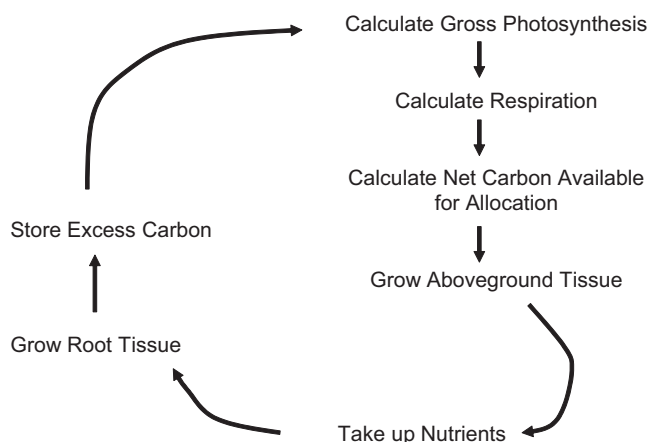 Calculate Gross Photosynthesis
Calculate Respiration
Calculate Net Carbon Available
for Allocation
Grow Aboveground Tissue
Take up Nutrients
Grow Root Tissue
Store Excess Carbon